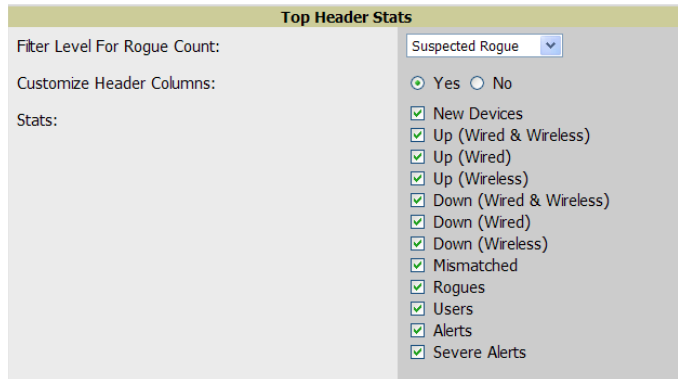 Top Header Stats
Filter Level For Rogue Count: Suspected Rogue
Customize Header Columns: Yes No
Stats: New Devices
Up (Wired & Wireless)
Up (Wired)
Up (Wireless)
Down (Wired & Wireless)
Down (Wired)
Down (Wireless)
Mismatched
Rogues
Users
Alerts
Severe Alerts